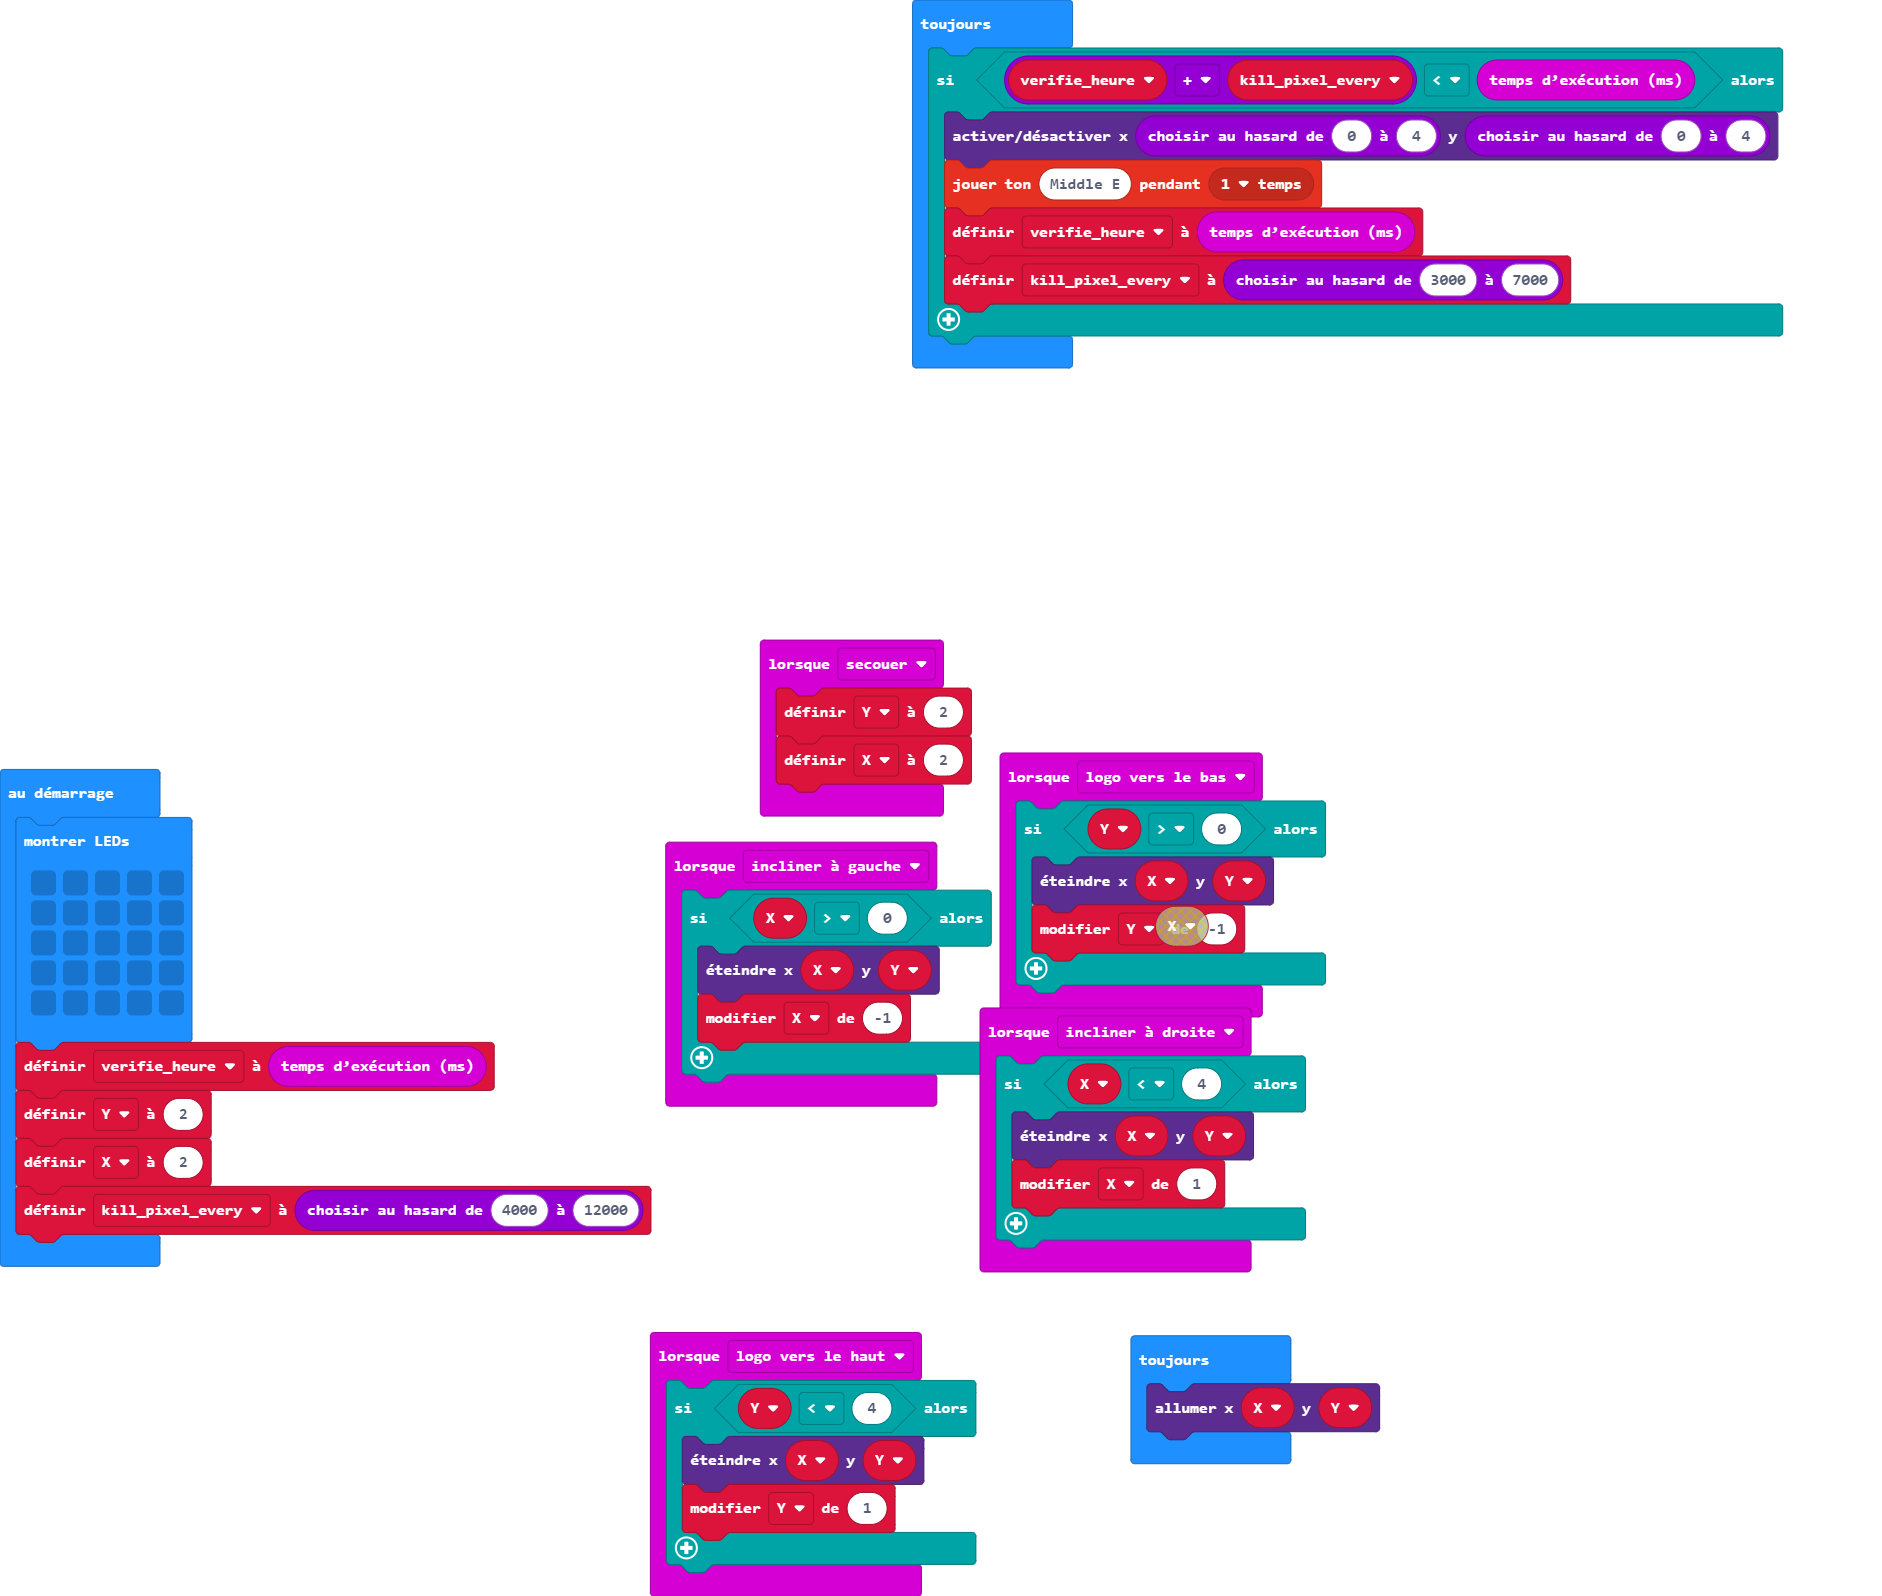 toujours
si verifie_heure + kill_pixel_every < temps d’exécution (ms) alors
activer/désactiver x choisir au hasard de 0 à 4 y choisir au hasard de 0 à 4
jouer ton Middle E pendant 1 temps
définir verifie_heure à temps d’exécution (ms)
définir kill_pixel_every à choisir au hasard de 3000 à 7000
lorsque secouer
définir Y à 2
définir X à 2
au démarrage
montrer LEDs
définir verifie_heure à temps d’exécution (ms)
définir Y à 2
définir X à 2
définir kill_pixel_every à choisir au hasard de 4000 à 12000
lorsque incliner à gauche
si X > 0 alors
éteindre x X y Y
modifier X de -1
lorsque logo vers le bas
si Y > 0 alors
éteindre x X y Y
modifier Y de -1
X
lorsque incliner à droite
si X < 4 alors
éteindre x X y Y
modifier X de 1
lorsque logo vers le haut
si Y < 4 alors
éteindre x X y Y
modifier Y de 1
toujours
allumer x X y Y